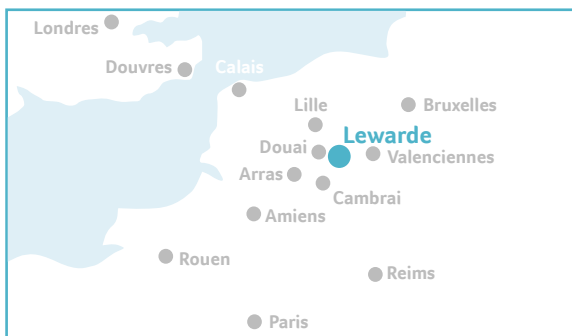 Londres
Douvres
Calais
Lille
Bruxelles
Lewarde
Douai
Valenciennes
Arras
Cambrai
Amiens
Rouen
Reims
Paris